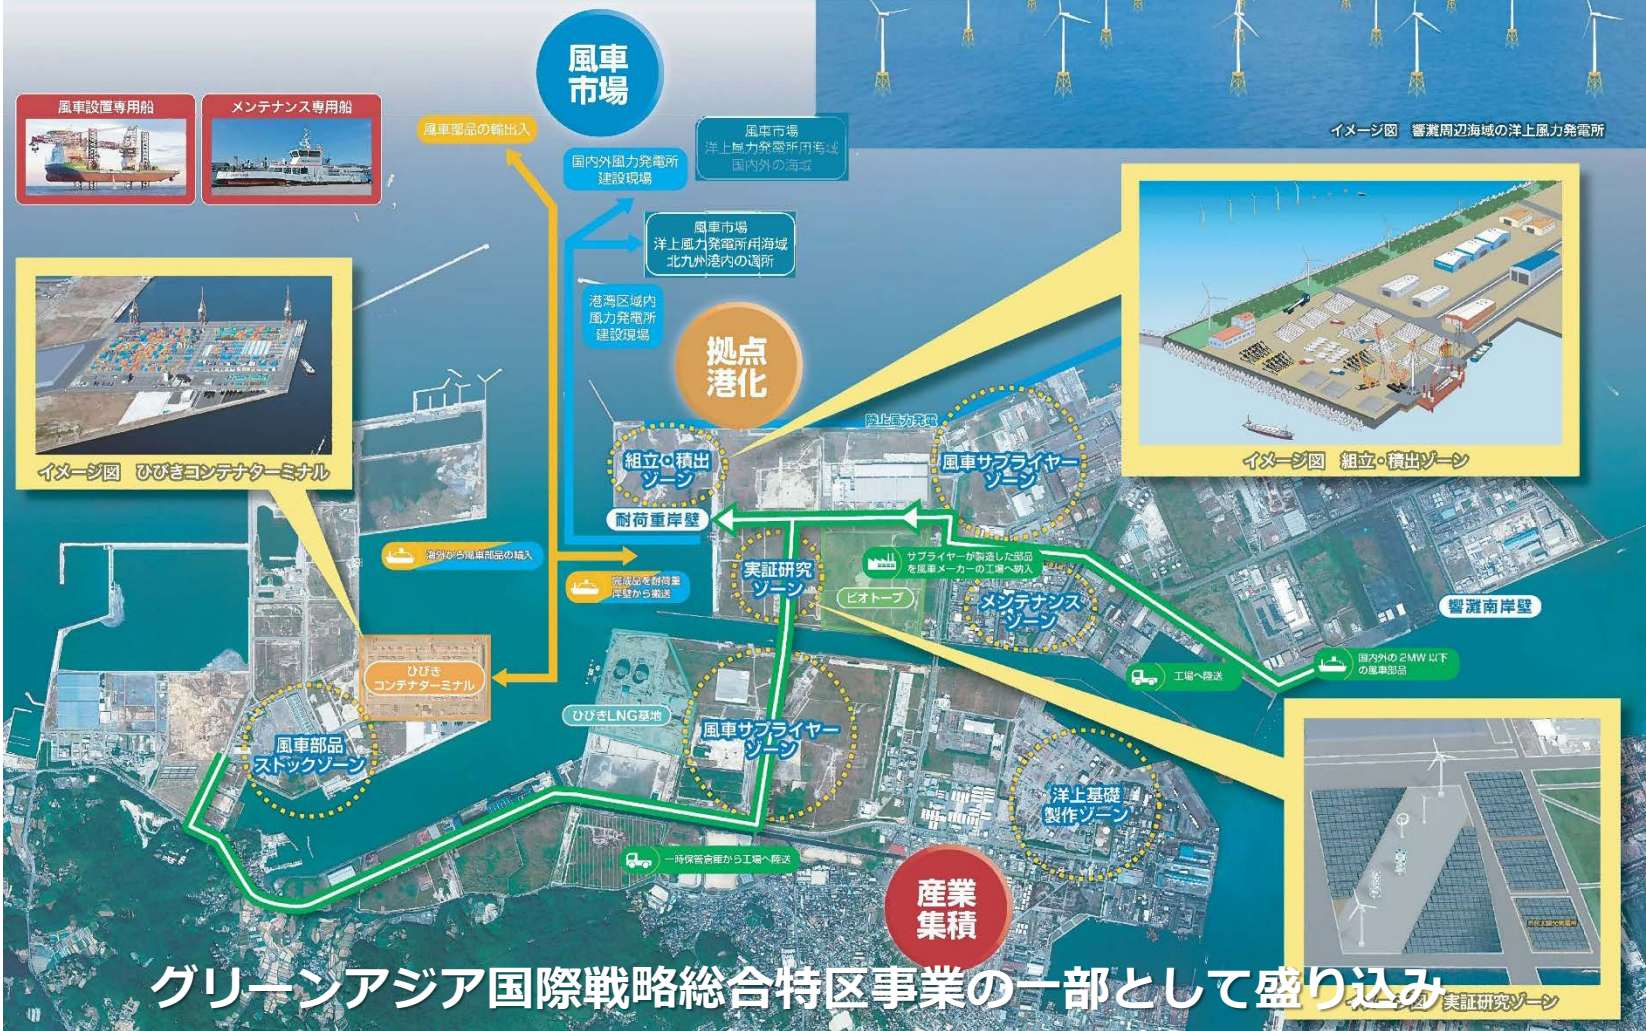 風車
市場
風車設置専用船
メンテナンス専用船
風車部品の輸出入
国内外風力発電所
建設現場
風車市場
洋上風力発電所用海域
国内外の海域
イメージ図 響灘周辺海域の洋上風力発電所
風車市場
洋上風力発電所用海域
北九州港内の適所
港湾区域内
風力発電所
建設現場
拠点
港化
イメージ図 ひびきコンテナターミナル
イメージ図 組立・積出ゾーン
陸上風力発電
組立・積出
ゾーン
風車サプライヤー
ゾーン
耐荷重岸壁
海外から風車部品の輸入
完成品を耐荷重
岸壁から搬送
実証研究
ゾーン
サプライヤーが製造した部品
を風車メーカーの工場へ納入
ビオトープ
メンテナンス
ゾーン
響灘南岸壁
国内外の2MW以下
の風車部品
工場へ陸送
ひびき
コンテナターミナル
ひびきLNG基地
風車サプライヤー
ゾーン
風車部品
ストックゾーン
洋上基礎
製作ゾーン
一時保管倉庫から工場へ陸送
産業
集積
イメージ図 実証研究ゾーン
グリーンアジア国際戦略総合特区事業の一部として盛り込み